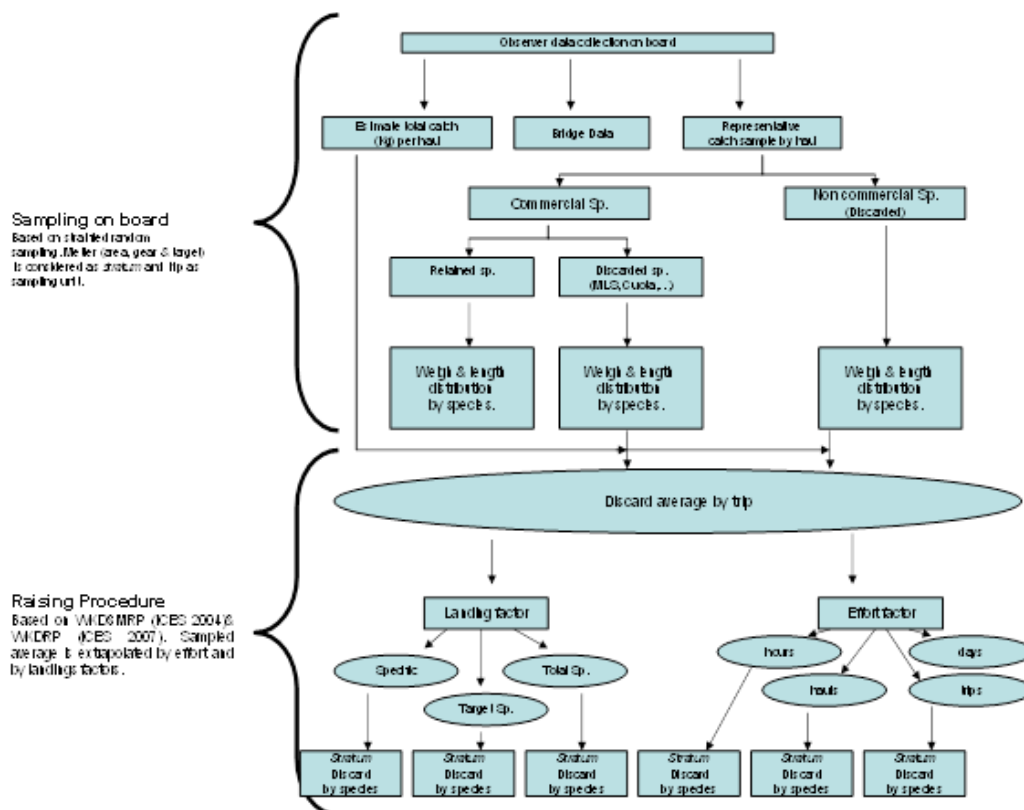 Observer data collection on board
Estimate total catch
(Kg) per haul
Bridge Data
Representative
catch sample by haul
Commercial Sp.
Non commercial Sp.
(Discarded)
Sampling on board
Based on stratified random
sampling. Metier (area, gear & target)
is considered as stratum and trip as
sampling unit.
Retained sp.
Discarded sp.
(MLS, Quota, ..)
Weigh & length
distribution
by species.
Weigh & length
distribution
by species.
Weigh & length
distribution
by species.
Discard average by trip
Raising Procedure
Based on WKDSMRP (ICES 2004)&
WKDRP (ICES 2007). Sampled
average is extrapolated by effort and
by landings factors.
Landing factor
Effort factor
Specific
Total Sp.
Target Sp.
hours
days
hauls
trips
Stratum
Discard
by species
Stratum
Discard
by species
Stratum
Discard
by species
Stratum
Discard
by species
Stratum
Discard
by species
Stratum
Discard
by species